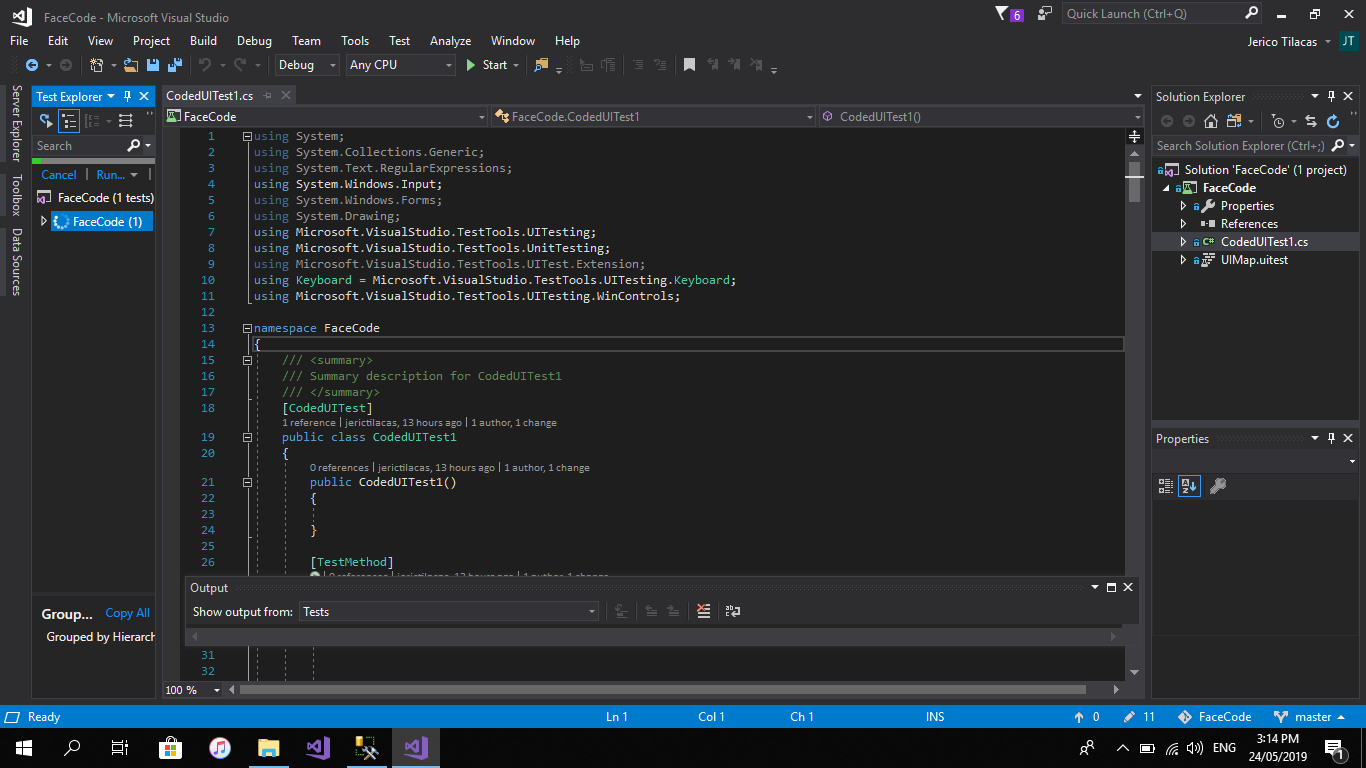 FaceCode - Microsoft Visual Studio
6
Quick Launch (Ctrl+Q)
File Edit View Project Build Debug Team Tools Test Analyze Window Help
Jerico Tilacas JT
Debug Any CPU Start
Server Explorer
Toolbox
Data Sources
Test Explorer
Search
Cancel Run...
FaceCode (1 tests)
FaceCode (1)
Group... Copy All
Grouped by Hierarch
CodedUITest1.cs
FaceCode FaceCode.CodedUITest1 CodedUITest1()
1 using System;
2 using System.Collections.Generic;
3 using System.Text.RegularExpressions;
4 using System.Windows.Input;
5 using System.Windows.Forms;
6 using System.Drawing;
7 using Microsoft.VisualStudio.TestTools.UITesting;
8 using Microsoft.VisualStudio.TestTools.UnitTesting;
9 using Microsoft.VisualStudio.TestTools.UITest.Extension;
10 using Keyboard = Microsoft.VisualStudio.TestTools.UITesting.Keyboard;
11 using Microsoft.VisualStudio.TestTools.UITesting.WinControls;
12
13 namespace FaceCode
14 {
15 /// <summary>
16 /// Summary description for CodedUITest1
17 /// </summary>
18 [CodedUITest]
1 reference | jerictilacas, 13 hours ago | 1 author, 1 change
19 public class CodedUITest1
20 {
0 references | jerictilacas, 13 hours ago | 1 author, 1 change
21 public CodedUITest1()
22 {
23
24 }
25
26 [TestMethod]
0 references | jerictilacas, 13 hours ago | 1 author, 1 change
Output
Show output from: Tests
31
32
100 %
Solution Explorer
Search Solution Explorer (Ctrl+;)
Solution 'FaceCode' (1 project)
FaceCode
Properties
References
C# CodedUITest1.cs
UIMap.uitest
Properties
Ready Ln 1 Col 1 Ch 1 INS 0 11 FaceCode master
ENG
3:14 PM
24/05/2019
1